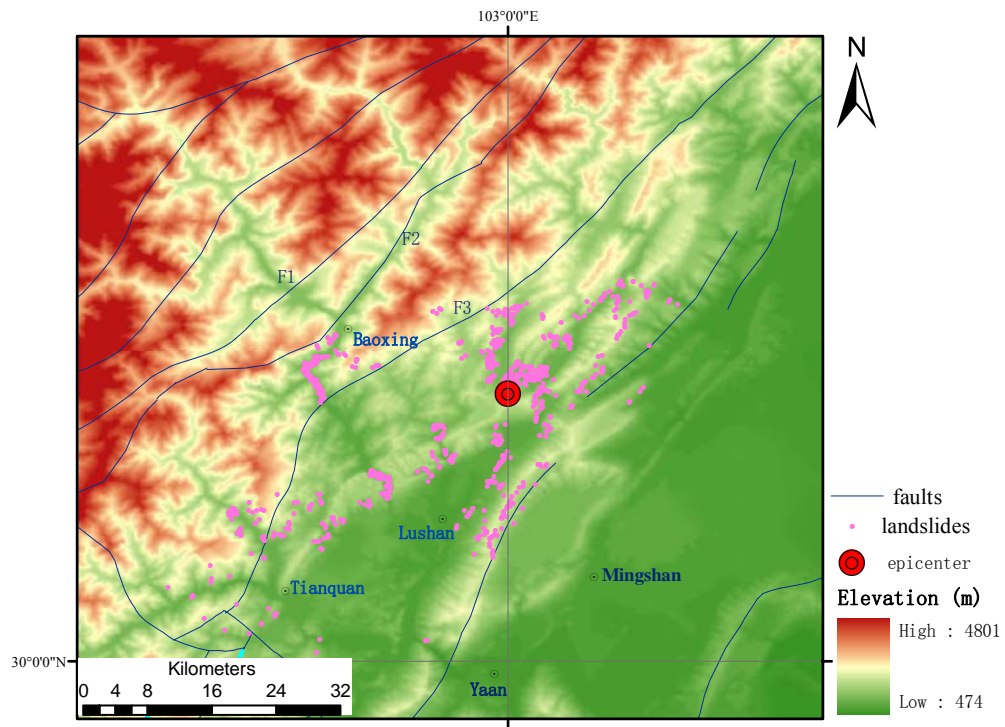 103°0'0"E
N
F2
F1
F3
Baoxing
faults
landslides
Lushan
epicenter
Mingshan
Tianquan
Elevation (m)
High : 4801
30°0'0"N
Kilometers
Low : 474
Yaan
0 4 8 16 24 32